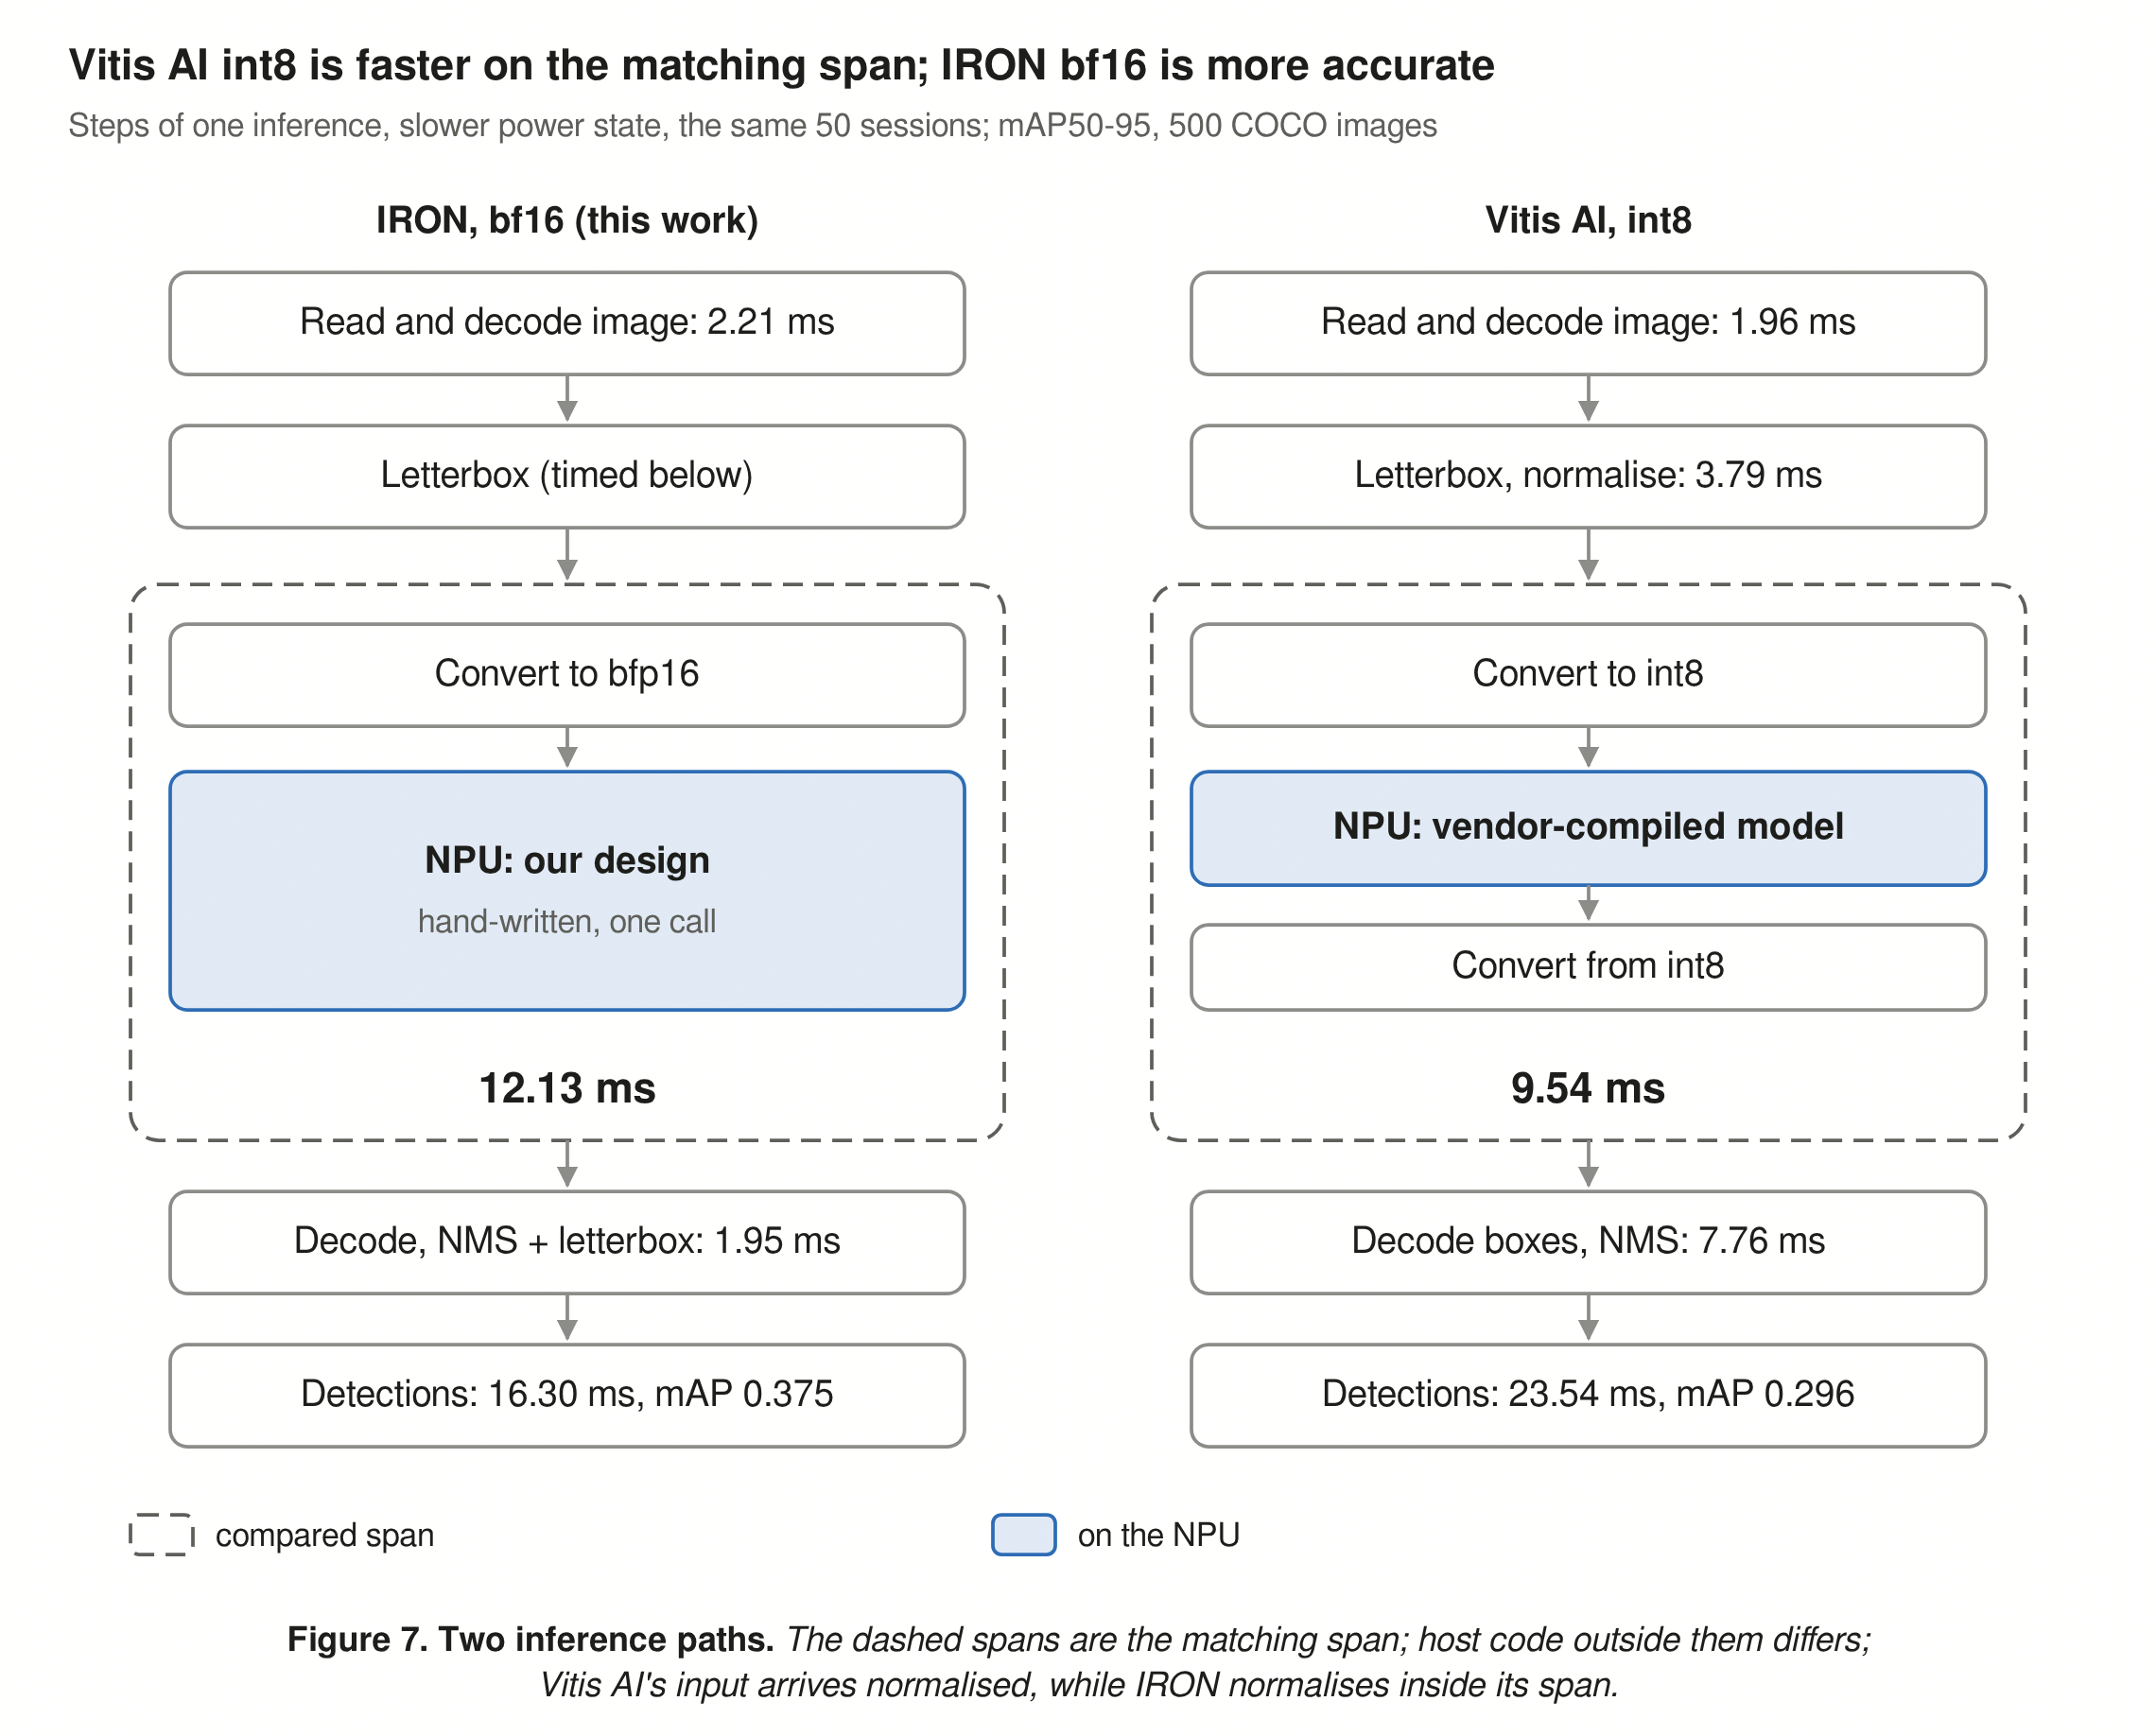 Vitis AI int8 is faster on the matching span; IRON bf16 is more accurate
Steps of one inference, slower power state, the same 50 sessions; mAP50-95, 500 COCO images
IRON, bf16 (this work)
Read and decode image: 2.21 ms
Letterbox (timed below)
Convert to bfp16
NPU: our design
hand-written, one call
12.13 ms
Decode, NMS + letterbox: 1.95 ms
Detections: 16.30 ms, mAP 0.375
Vitis AI, int8
Read and decode image: 1.96 ms
Letterbox, normalise: 3.79 ms
Convert to int8
NPU: vendor-compiled model
Convert from int8
9.54 ms
Decode boxes, NMS: 7.76 ms
Detections: 23.54 ms, mAP 0.296
compared span
on the NPU
Figure 7. Two inference paths. The dashed spans are the matching span; host code outside them differs;
Vitis AI's input arrives normalised, while IRON normalises inside its span.